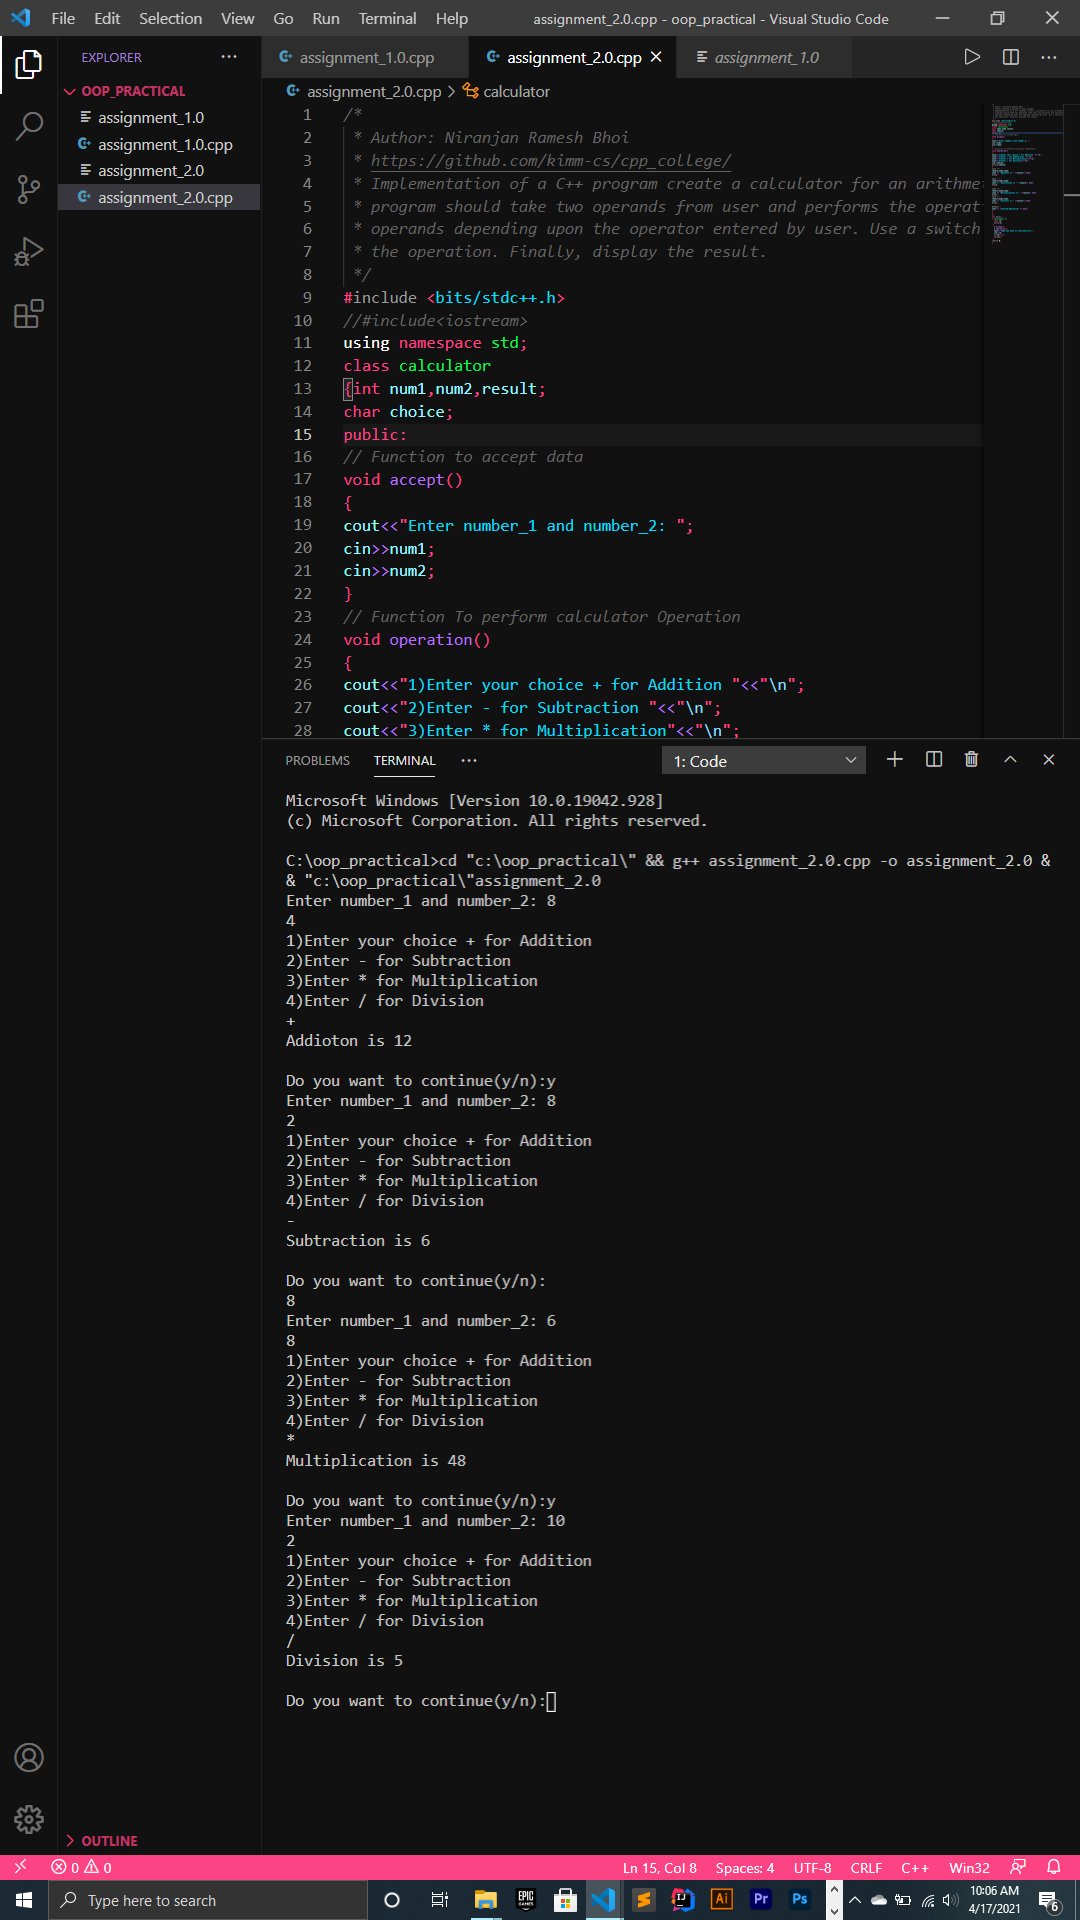 File Edit Selection View Go Run Terminal Help assignment_2.0.cpp - oop_practical - Visual Studio Code
EXPLORER
OOP_PRACTICAL
assignment_1.0
assignment_1.0.cpp
assignment_2.0
assignment_2.0.cpp
assignment_1.0.cpp assignment_2.0.cpp assignment_1.0
assignment_2.0.cpp > calculator
1 /*
2 * Author: Niranjan Ramesh Bhoi
3 * https://github.com/kimm-cs/cpp_college/
4 * Implementation of a C++ program create a calculator for an arithme
5 * program should take two operands from user and performs the operat
6 * operands depending upon the operator entered by user. Use a switch
7 * the operation. Finally, display the result.
8 */
9 #include <bits/stdc++.h>
10 //#include<iostream>
11 using namespace std;
12 class calculator
13 {int num1,num2,result;
14 char choice;
15 public:
16 // Function to accept data
17 void accept()
18 {
19 cout<<"Enter number_1 and number_2: ";
20 cin>>num1;
21 cin>>num2;
22 }
23 // Function To perform calculator Operation
24 void operation()
25 {
26 cout<<"1)Enter your choice + for Addition "<<"\n";
27 cout<<"2)Enter - for Subtraction "<<"\n";
28 cout<<"3)Enter * for Multiplication"<<"\n";
PROBLEMS TERMINAL ··· 1: Code
Microsoft Windows [Version 10.0.19042.928]
(c) Microsoft Corporation. All rights reserved.
C:\oop_practical>cd "c:\oop_practical\" && g++ assignment_2.0.cpp -o assignment_2.0 &
& "c:\oop_practical\"assignment_2.0
Enter number_1 and number_2: 8
4
1)Enter your choice + for Addition
2)Enter - for Subtraction
3)Enter * for Multiplication
4)Enter / for Division
+
Addioton is 12
Do you want to continue(y/n):y
Enter number_1 and number_2: 8
2
1)Enter your choice + for Addition
2)Enter - for Subtraction
3)Enter * for Multiplication
4)Enter / for Division
-
Subtraction is 6
Do you want to continue(y/n):
8
Enter number_1 and number_2: 6
8
1)Enter your choice + for Addition
2)Enter - for Subtraction
3)Enter * for Multiplication
4)Enter / for Division
*
Multiplication is 48
Do you want to continue(y/n):y
Enter number_1 and number_2: 10
2
1)Enter your choice + for Addition
2)Enter - for Subtraction
3)Enter * for Multiplication
4)Enter / for Division
/
Division is 5
Do you want to continue(y/n):
OUTLINE
0 0 Ln 15, Col 8 Spaces: 4 UTF-8 CRLF C++ Win32
Type here to search
EPIC GAMES
IJ
Ai
Pr
Ps
10:06 AM
4/17/2021
6